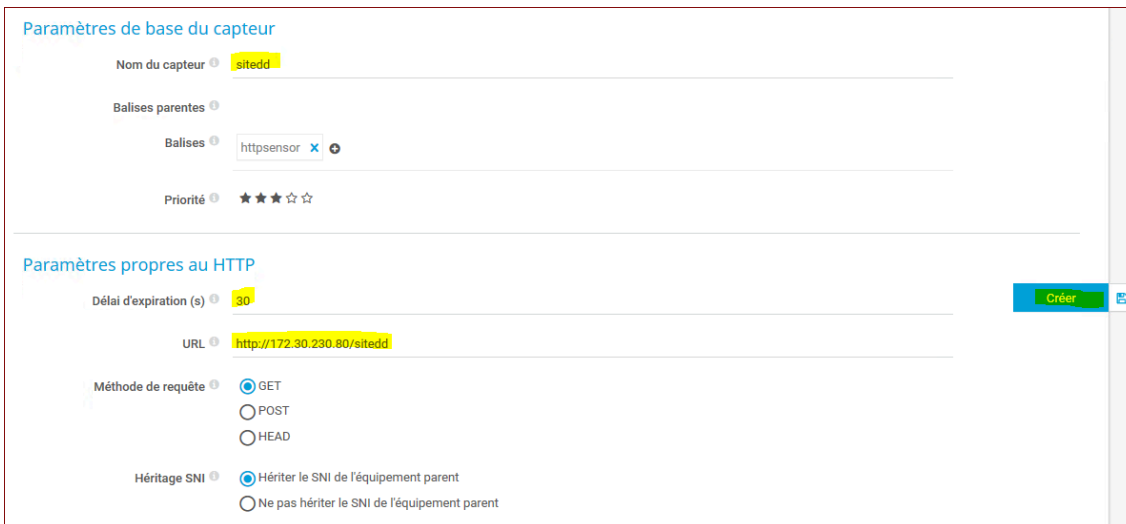 Paramètres de base du capteur
Nom du capteur sitedd
Balises parentes
Balises httpsensor
Priorité
Paramètres propres au HTTP
Délai d'expiration (s) 30
Créer
URL http://172.30.230.80/sitedd
Méthode de requête GET
POST
HEAD
Héritage SNI Hériter le SNI de l'équipement parent
Ne pas hériter le SNI de l'équipement parent